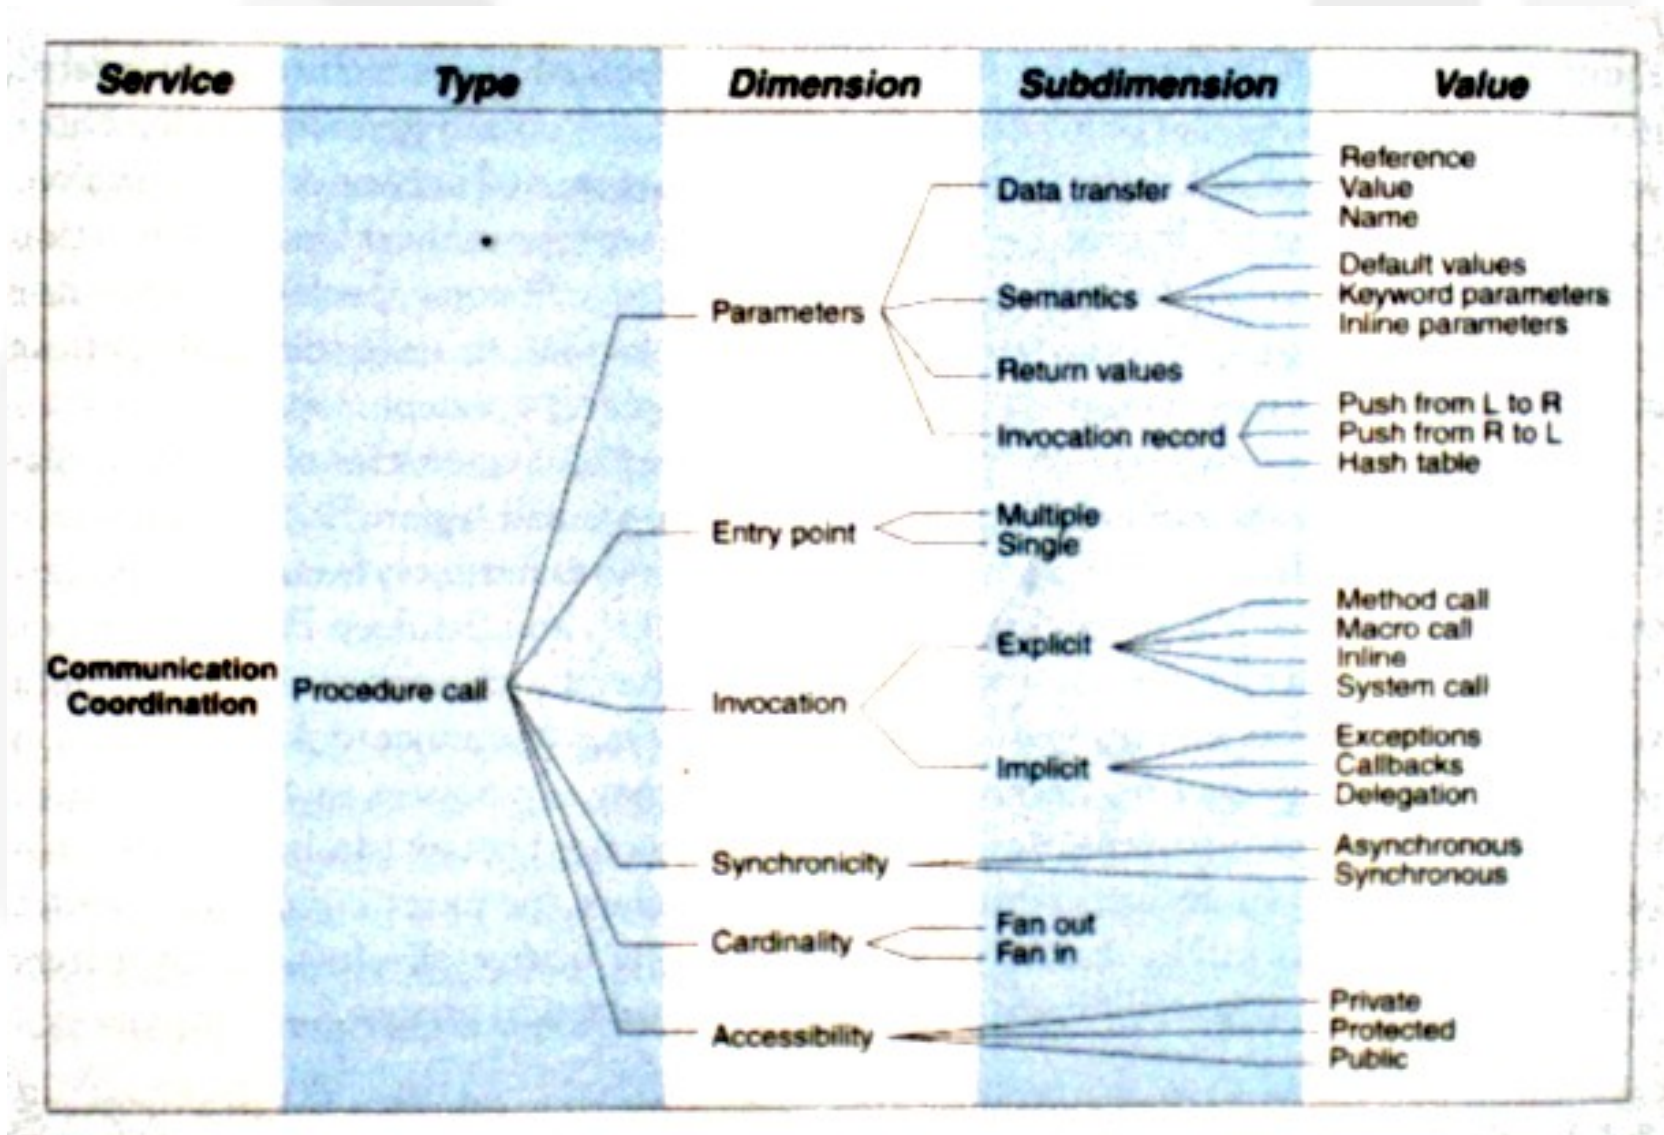 Service Type Dimension Subdimension Value
Communication
Coordination
Procedure call
Parameters
Data transfer
Reference
Value
Name
Semantics
Default values
Keyword parameters
Inline parameters
Return values
Invocation record
Push from L to R
Push from R to L
Hash table
Entry point
Multiple
Single
Invocation
Explicit
Method call
Macro call
Inline
System call
Implicit
Exceptions
Callbacks
Delegation
Synchronicity
Asynchronous
Synchronous
Cardinality
Fan out
Fan in
Accessibility
Private
Protected
Public